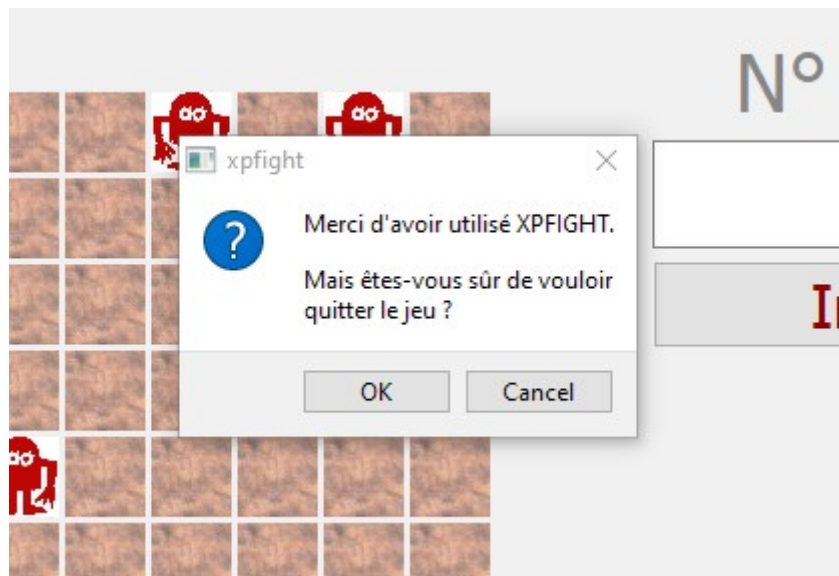 N°
xpfight
Merci d'avoir utilisé XPFIGHT.
Mais êtes-vous sûr de vouloir
quitter le jeu ?
OK Cancel